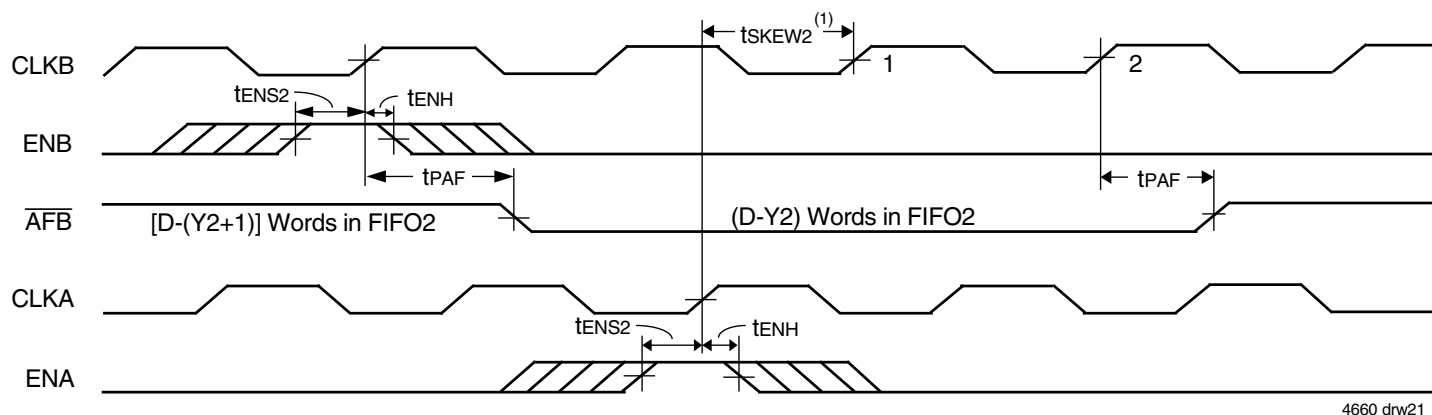 tSKEW2 (1)
CLKB
1
2
tENS2
tENH
ENB
tPAF
tPAF
AFB
[D-(Y2+1)] Words in FIFO2
(D-Y2) Words in FIFO2
CLKA
tENS2
tENH
ENA
4660 drw21